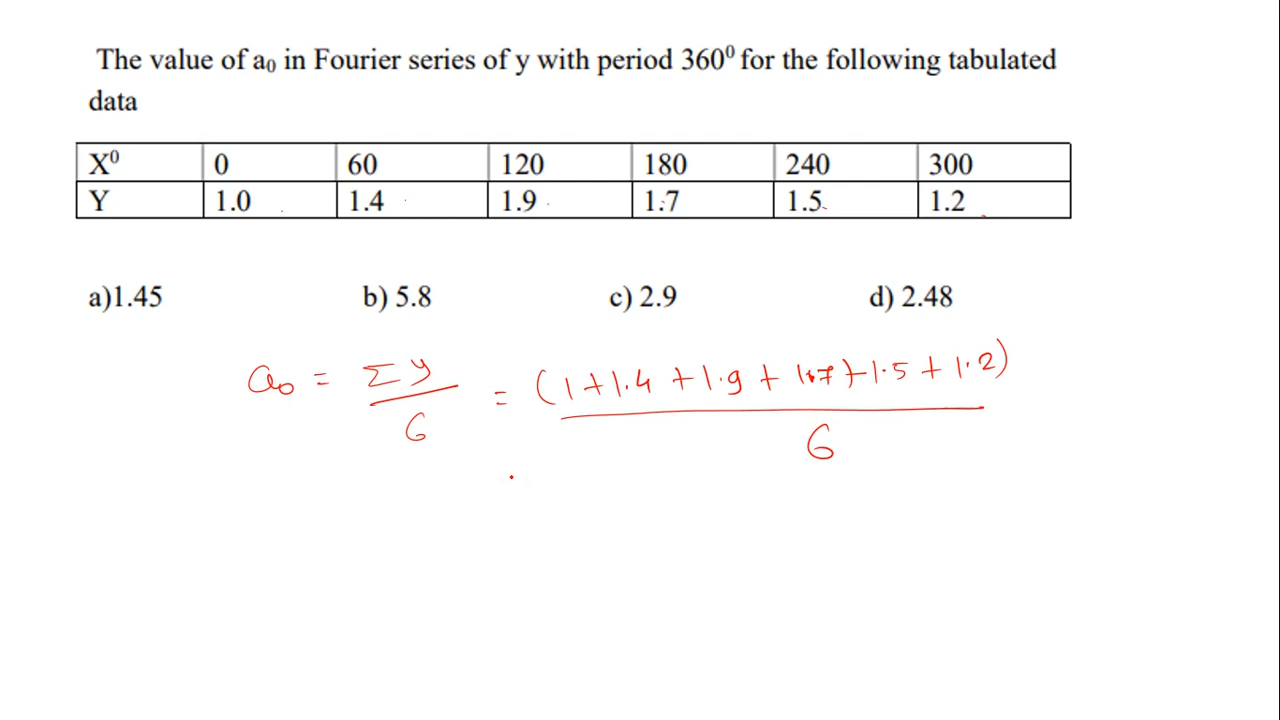 The value of a₀ in Fourier series of y with period 360⁰ for the following tabulated
data
X⁰ 0 60 120 180 240 300
Y 1.0 1.4 1.9 1.7 1.5 1.2
a)1.45 b) 5.8 c) 2.9 d) 2.48
a₀ = Σy/6 = (1+1.4+1.9+1.7+1.5+1.2)/6